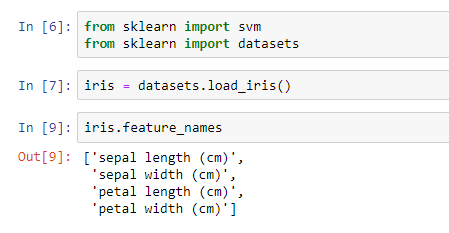 In [6]: from sklearn import svm
from sklearn import datasets
In [7]: iris = datasets.load_iris()
In [9]: iris.feature_names
Out[9]: ['sepal length (cm)',
'sepal width (cm)',
'petal length (cm)',
'petal width (cm)']